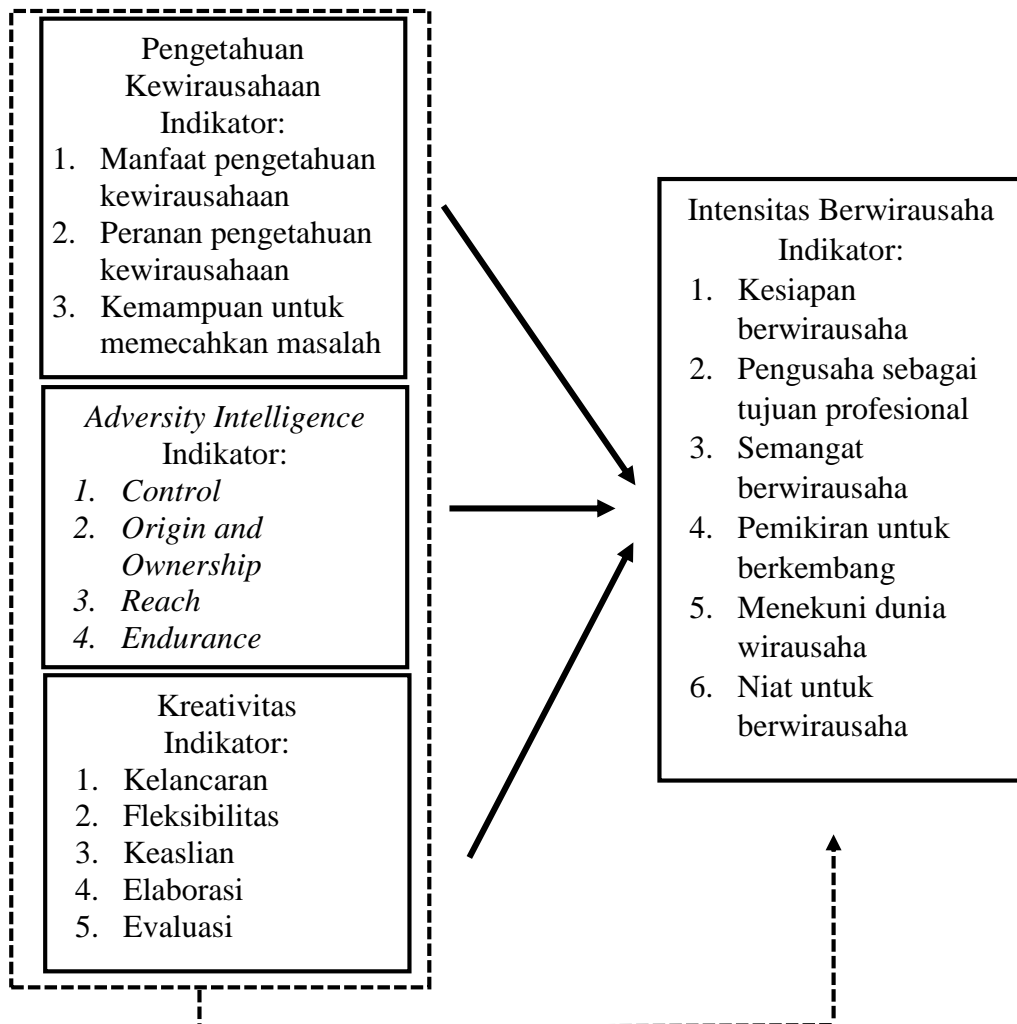 Pengetahuan
Kewirausahaan
Indikator:
1. Manfaat pengetahuan
kewirausahaan
2. Peranan pengetahuan
kewirausahaan
3. Kemampuan untuk
memecahkan masalah
Adversity Intelligence
Indikator:
1. Control
2. Origin and
Ownership
3. Reach
4. Endurance
Kreativitas
Indikator:
1. Kelancaran
2. Fleksibilitas
3. Keaslian
4. Elaborasi
5. Evaluasi
Intensitas Berwirausaha
Indikator:
1. Kesiapan
berwirausaha
2. Pengusaha sebagai
tujuan profesional
3. Semangat
berwirausaha
4. Pemikiran untuk
berkembang
5. Menekuni dunia
wirausaha
6. Niat untuk
berwirausaha